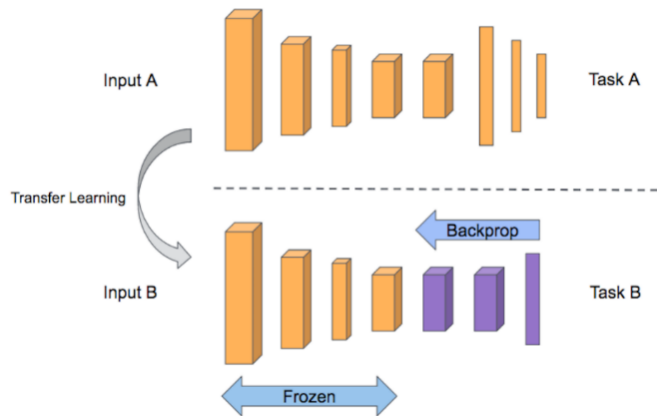 Input A
Task A
Transfer Learning
Backprop
Input B
Task B
Frozen